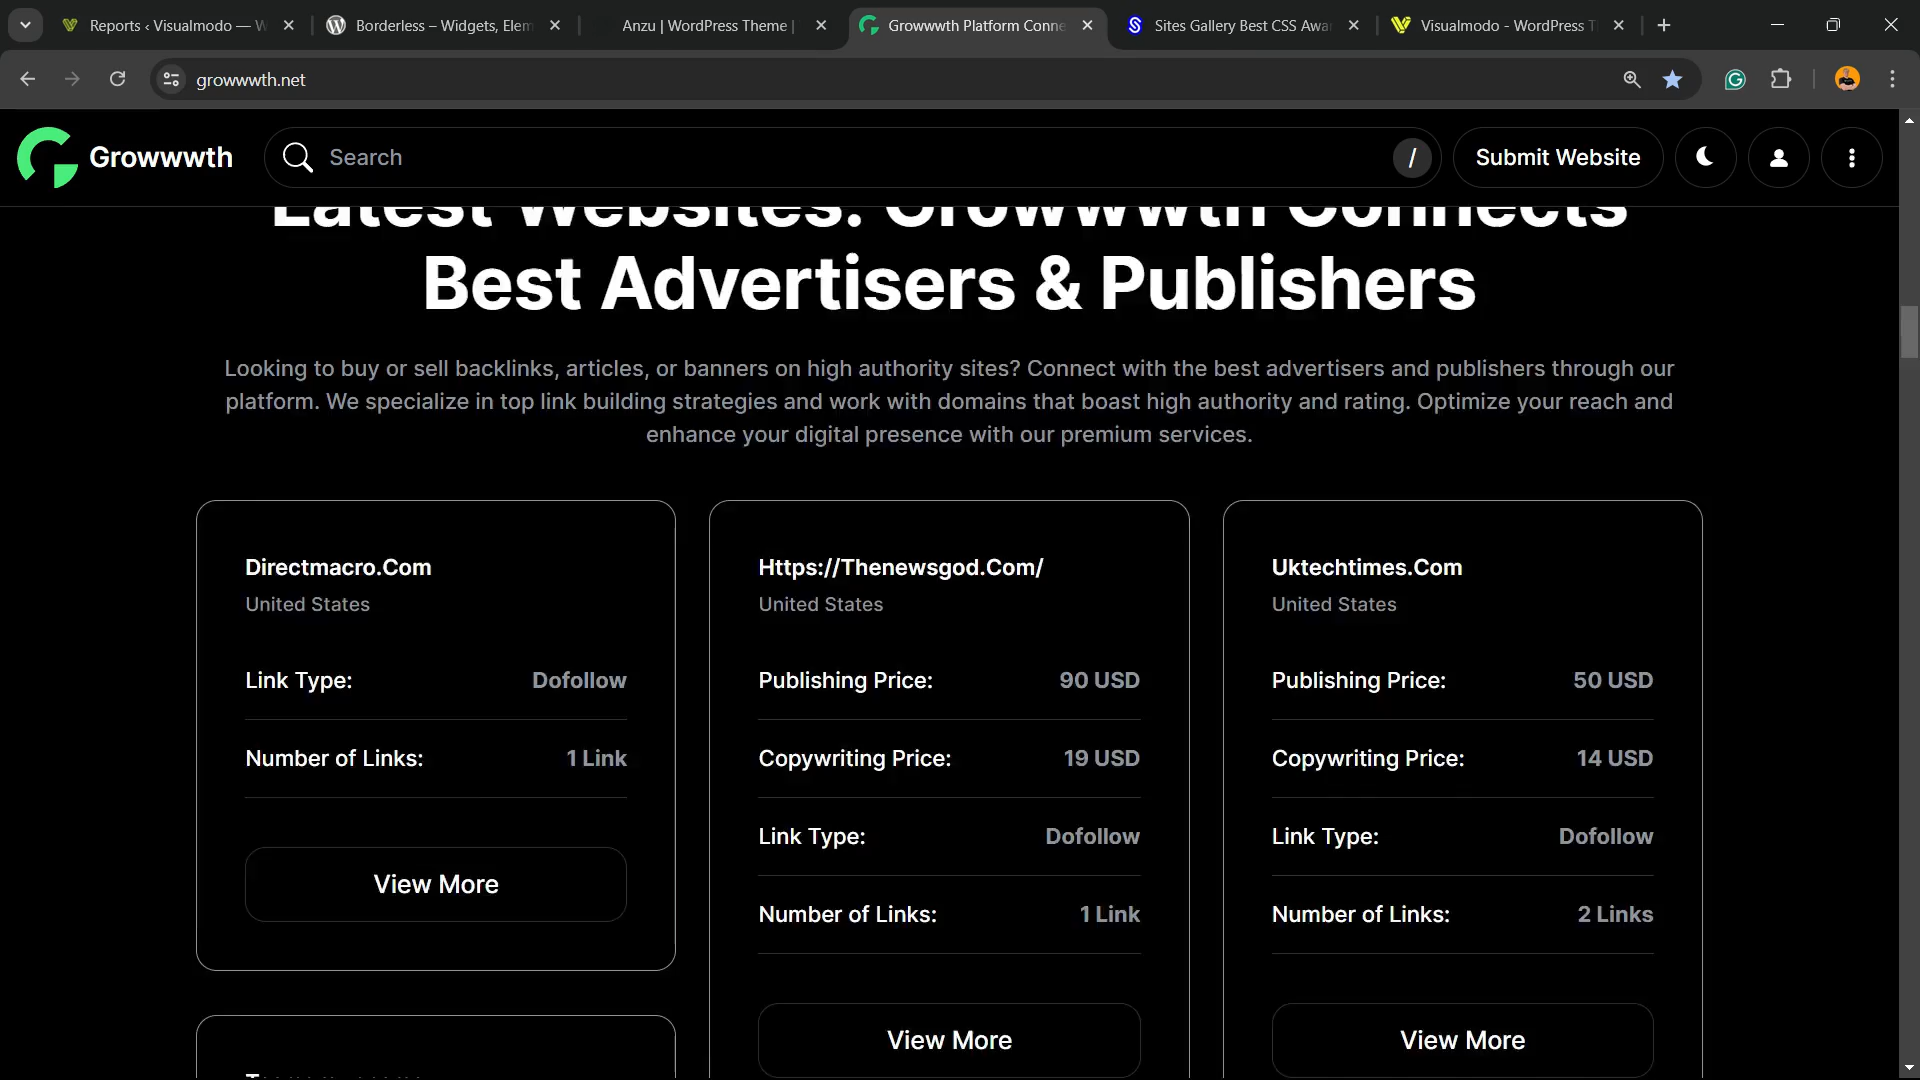 Reports ‹ Visualmodo — W
Borderless – Widgets, Elem
Anzu | WordPress Theme |
Growwwth Platform Conne
Sites Gallery Best CSS Awa
Visualmodo - WordPress T
growwwth.net
Growwwth
Search
/
Submit Website
Latest Websites: Growwwth Connects
Best Advertisers & Publishers
Looking to buy or sell backlinks, articles, or banners on high authority sites? Connect with the best advertisers and publishers through our
platform. We specialize in top link building strategies and work with domains that boast high authority and rating. Optimize your reach and
enhance your digital presence with our premium services.
Directmacro.Com
United States
Link Type: Dofollow
Number of Links: 1 Link
View More
Https://Thenewsgod.Com/
United States
Publishing Price: 90 USD
Copywriting Price: 19 USD
Link Type: Dofollow
Number of Links: 1 Link
View More
Uktechtimes.Com
United States
Publishing Price: 50 USD
Copywriting Price: 14 USD
Link Type: Dofollow
Number of Links: 2 Links
View More